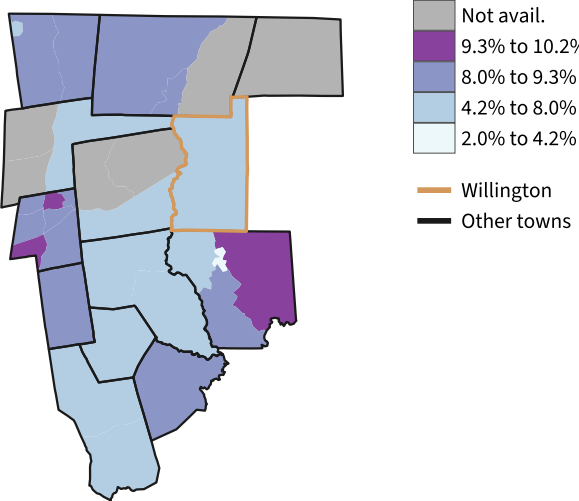 Not avail.
9.3% to 10.2%
8.0% to 9.3%
4.2% to 8.0%
2.0% to 4.2%
Willington
Other towns